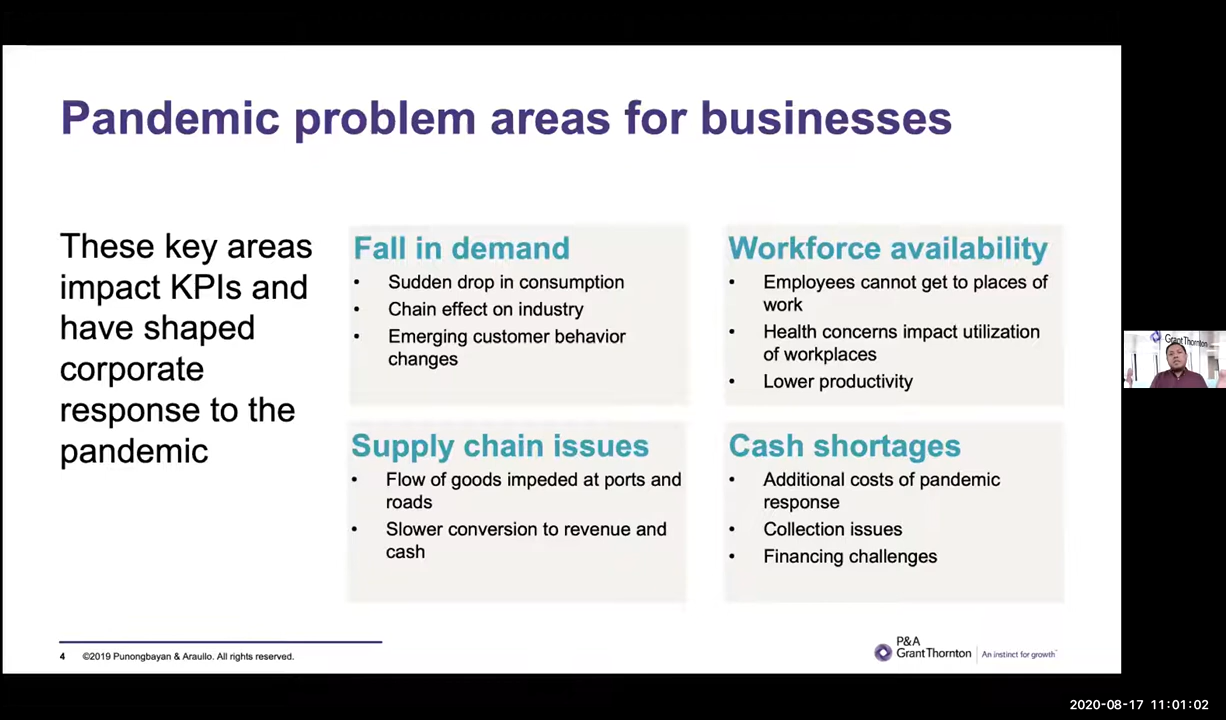 Pandemic problem areas for businesses
These key areas
impact KPIs and
have shaped
corporate
response to the
pandemic
Fall in demand
• Sudden drop in consumption
• Chain effect on industry
• Emerging customer behavior
changes
Workforce availability
• Employees cannot get to places of
work
• Health concerns impact utilization
of workplaces
• Lower productivity
Supply chain issues
• Flow of goods impeded at ports and
roads
• Slower conversion to revenue and
cash
Cash shortages
• Additional costs of pandemic
response
• Collection issues
• Financing challenges
GrantThornton
4 ©2019 Punongbayan & Araullo. All rights reserved.
P&A
GrantThornton
An instinct for growth™
2020-08-17 11:01:02